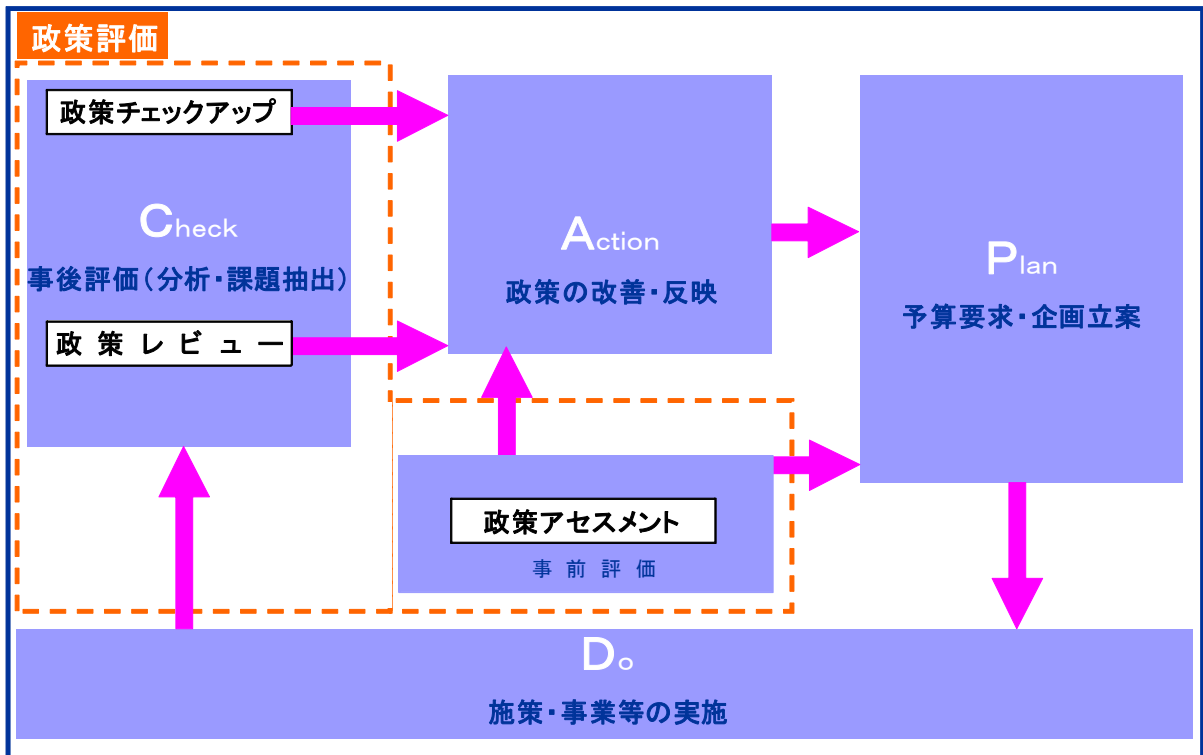 政策評価
政策チェックアップ
Check
事後評価(分析・課題抽出)
政策レビュー
Action
政策の改善・反映
Plan
予算要求・企画立案
政策アセスメント
事前評価
Do
施策・事業等の実施